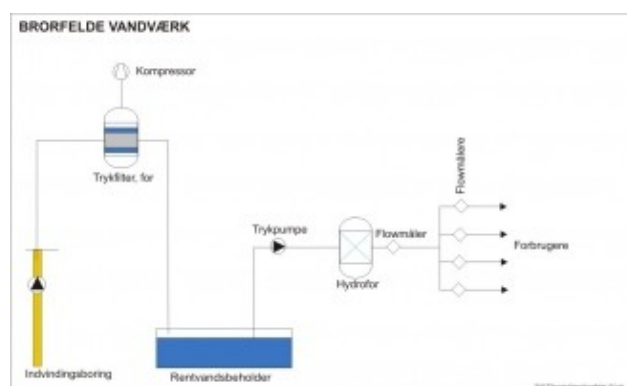 BRORFELDE VANDVÆRK
Kompressor
Trykfilter, for
Flowmålere
Trykpumpe
Flowmåler
Forbrugere
Hydrofor
Indvindingsboring
Rentvandsbeholder